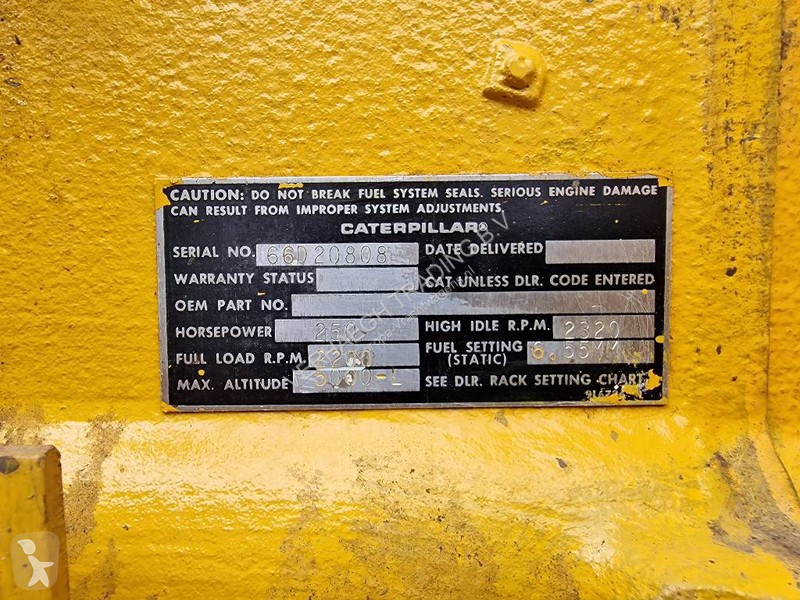 CAUTION: DO NOT BREAK FUEL SYSTEM SEALS. SERIOUS ENGINE DAMAGE
CAN RESULT FROM IMPROPER SYSTEM ADJUSTMENTS.
CATERPILLAR®
SERIAL NO. 66D20808 DATE DELIVERED
WARRANTY STATUS CAT UNLESS DLR. CODE ENTERED
OEM PART NO.
HORSEPOWER 250 HIGH IDLE R.P.M. 2320
FULL LOAD R.P.M. FUEL SETTING (STATIC)
MAX. ALTITUDE SEE DLR. RACK SETTING CHART
TRADING B.V.